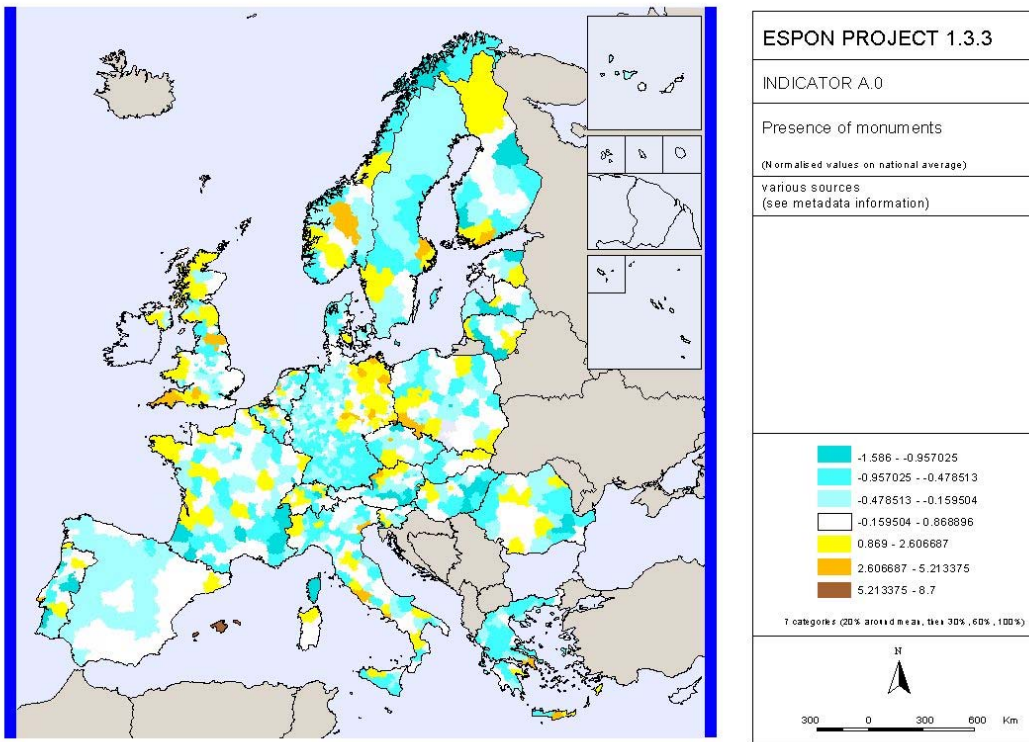 ESPON PROJECT 1.3.3
INDICATOR A.0
Presence of monuments
(Normalised values on national average)
various sources
(see metadata information)
-1.586 - -0.957025
-0.957025 - -0.478513
-0.478513 - -0.159504
-0.159504 - 0.868896
0.869 - 2.606687
2.606687 - 5.213375
5.213375 - 8.7
7 categories (20% around mean, then 30%, 60%, 100%)
N
300 0 300 600 Km